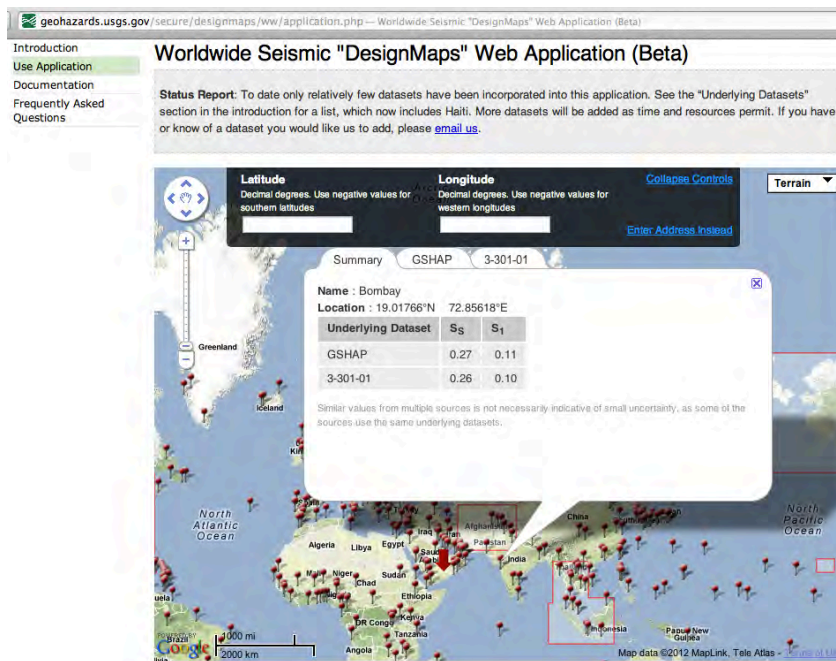 geohazards.usgs.gov/secure/designmaps/ww/application.php — Worldwide Seismic "DesignMaps" Web Application (Beta)
Introduction
Use Application
Documentation
Frequently Asked
Questions
Worldwide Seismic "DesignMaps" Web Application (Beta)
Status Report: To date only relatively few datasets have been incorporated into this application. See the "Underlying Datasets"
section in the introduction for a list, which now includes Haiti. More datasets will be added as time and resources permit. If you have
or know of a dataset you would like us to add, please email us.
Latitude
Decimal degrees. Use negative values for
southern latitudes
Longitude
Decimal degrees. Use negative values for
western longitudes
Collapse Controls
Enter Address Instead
Terrain
Summary GSHAP 3-301-01
Name : Bombay
Location : 19.01766°N 72.85618°E
Underlying Dataset SS S1
GSHAP 0.27 0.11
3-301-01 0.26 0.10
Similar values from multiple sources is not necessarily indicative of small uncertainty, as some of the
sources use the same underlying datasets.
Greenland
Iceland
North
Atlantic
Ocean
North
Pacific
Ocean
Turkey
China
Iraq
Iran
Afghanistan
Pakistan
Algeria
Libya
Egypt
India
Mali
Niger
Chad
Sudan
Ethiopia
DR Congo
Kenya
Tanzania
Angola
Indonesia
Papua New
Guinea
Brazil
POWERED BY
Google
1000 mi
2000 km
Map data ©2012 MapLink, Tele Atlas -